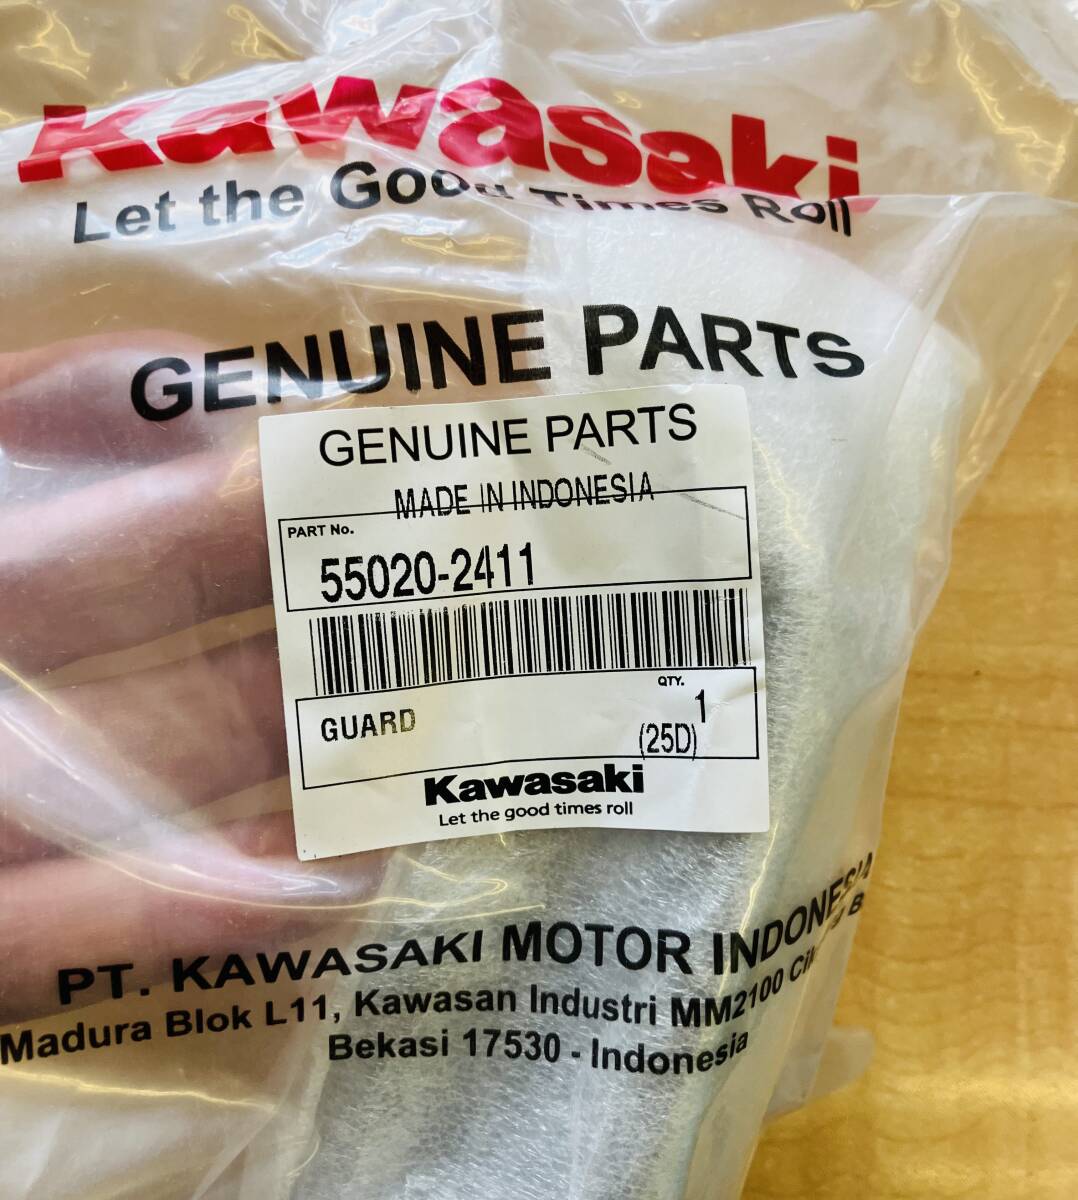 Kawasaki
Let the Good Times Roll
GENUINE PARTS
GENUINE PARTS
MADE IN INDONESIA
PART No.
55020-2411
QTY.
GUARD 1
(25D)
Kawasaki
Let the good times roll
PT. KAWASAKI MOTOR INDONESIA
Madura Blok L11, Kawasan Industri MM2100
Bekasi 17530 - Indonesia